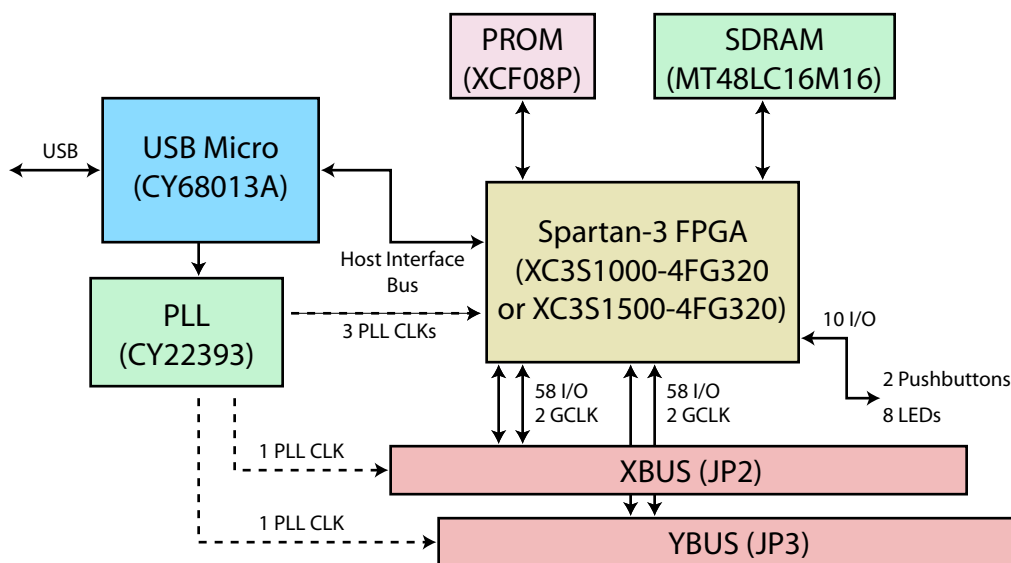 PROM
(XCF08P)
SDRAM
(MT48LC16M16)
USB
USB Micro
(CY68013A)
Host Interface
Bus
Spartan-3 FPGA
(XC3S1000-4FG320
or XC3S1500-4FG320)
PLL
(CY22393)
3 PLL CLKs
10 I/O
2 Pushbuttons
8 LEDs
58 I/O
2 GCLK
58 I/O
2 GCLK
1 PLL CLK
XBUS (JP2)
1 PLL CLK
YBUS (JP3)